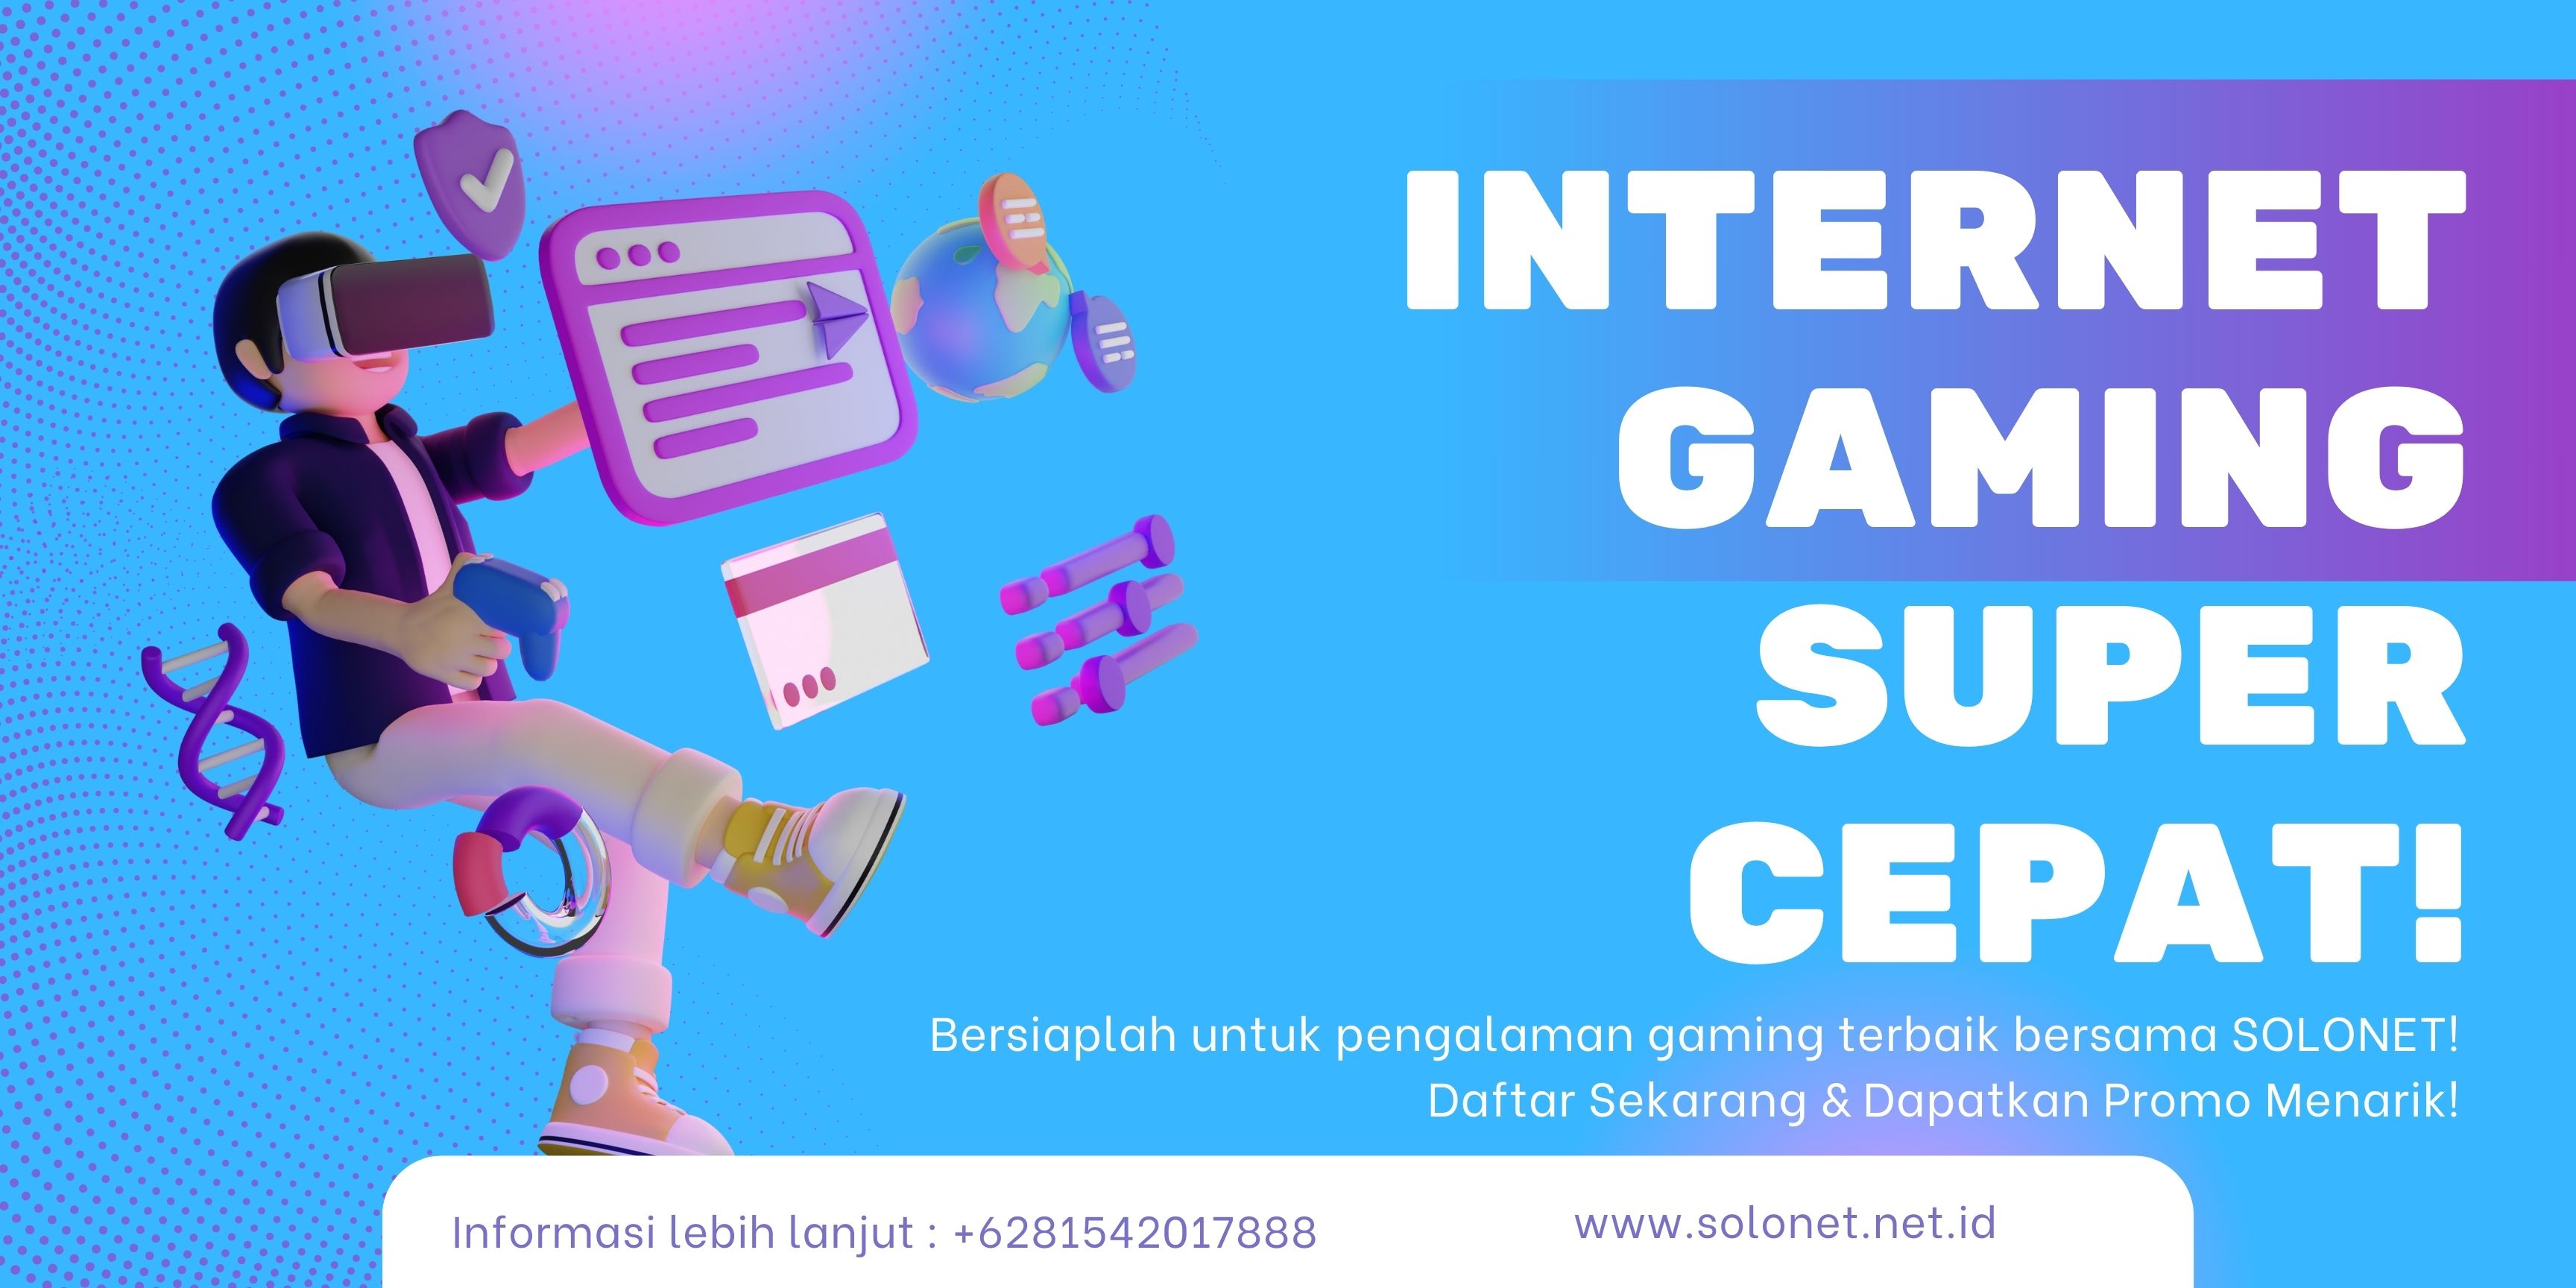 INTERNET
GAMING
SUPER
CEPAT!
Bersiaplah untuk pengalaman gaming terbaik bersama SOLONET!
Daftar Sekarang & Dapatkan Promo Menarik!
Informasi lebih lanjut : +6281542017888
www.solonet.net.id